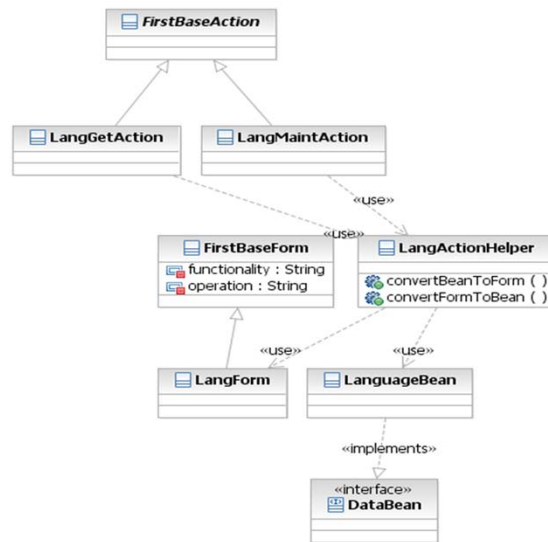 FirstBaseAction
LangGetAction
LangMaintAction
«use»
«use»
FirstBaseForm
functionality : String
operation : String
LangActionHelper
convertBeanToForm ( )
convertFormToBean ( )
«use»
«use»
LangForm
LanguageBean
«implements»
«interface»
DataBean